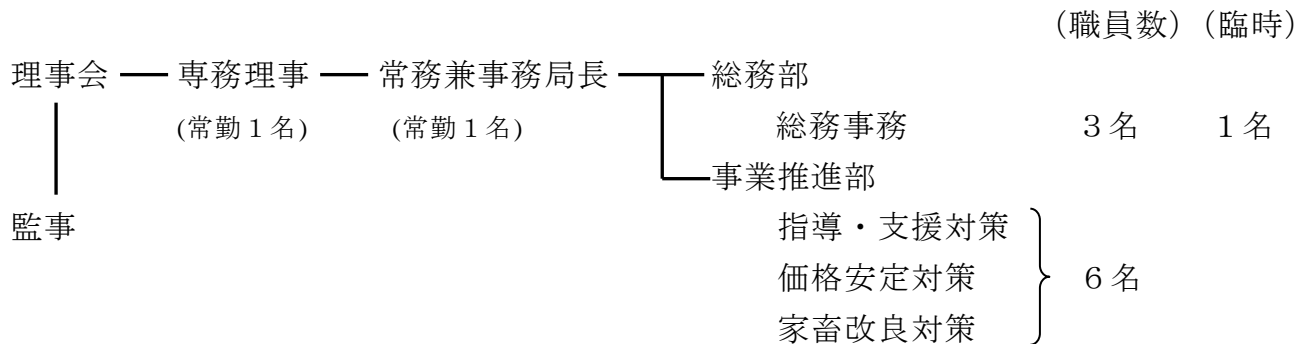 （職員数）（臨時）
理事会 専務理事 常務兼事務局長 総務部
(常勤１名) (常勤１名) 総務事務 ３名 １名
事業推進部
監事 指導・支援対策
価格安定対策 ６名
家畜改良対策